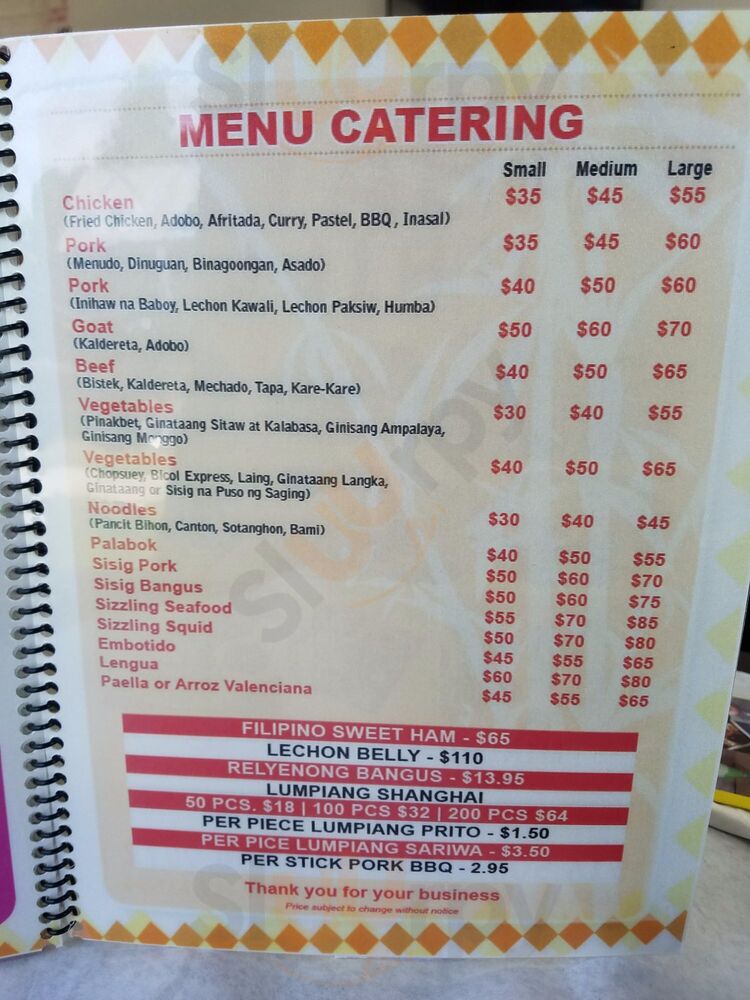 MENU CATERING
Small Medium Large
Chicken $35 $45 $55
(Fried Chicken, Adobo, Afritada, Curry, Pastel, BBQ, Inasal)
Pork $35 $45 $60
(Menudo, Dinuguan, Binagoongan, Asado)
Pork $40 $50 $60
(Inihaw na Baboy, Lechon Kawali, Lechon Paksiw, Humba)
Goat $50 $60 $70
(Kaldereta, Adobo)
Beef $40 $50 $65
(Bistek, Kaldereta, Mechado, Tapa, Kare-Kare)
Vegetables $30 $40 $55
(Pinakbet, Ginataang Sitaw at Kalabasa, Ginisang Ampalaya,
Ginisang Monggo)
Vegetables $40 $50 $65
(Chopsuey, Bicol Express, Laing, Ginataang Langka,
Ginataang or Sisig na Puso ng Saging)
Noodles $30 $40 $45
(Pancit Bihon, Canton, Sotanghon, Bami)
Palabok $40 $50 $55
Sisig Pork $50 $60 $70
Sisig Bangus $50 $60 $75
Sizzling Seafood $55 $70 $85
Sizzling Squid $50 $70 $80
Embotido $45 $55 $65
Lengua $60 $70 $80
Paella or Arroz Valenciana $45 $55 $65
FILIPINO SWEET HAM - $65
LECHON BELLY - $110
RELYENONG BANGUS - $13.95
LUMPIANG SHANGHAI
50 PCS. $18 | 100 PCS $32 | 200 PCS $64
PER PIECE LUMPIANG PRITO - $1.50
PER PICE LUMPIANG SARIWA - $3.50
PER STICK PORK BBQ - 2.95
Thank you for your business
Price subject to change without notice
sluurpy